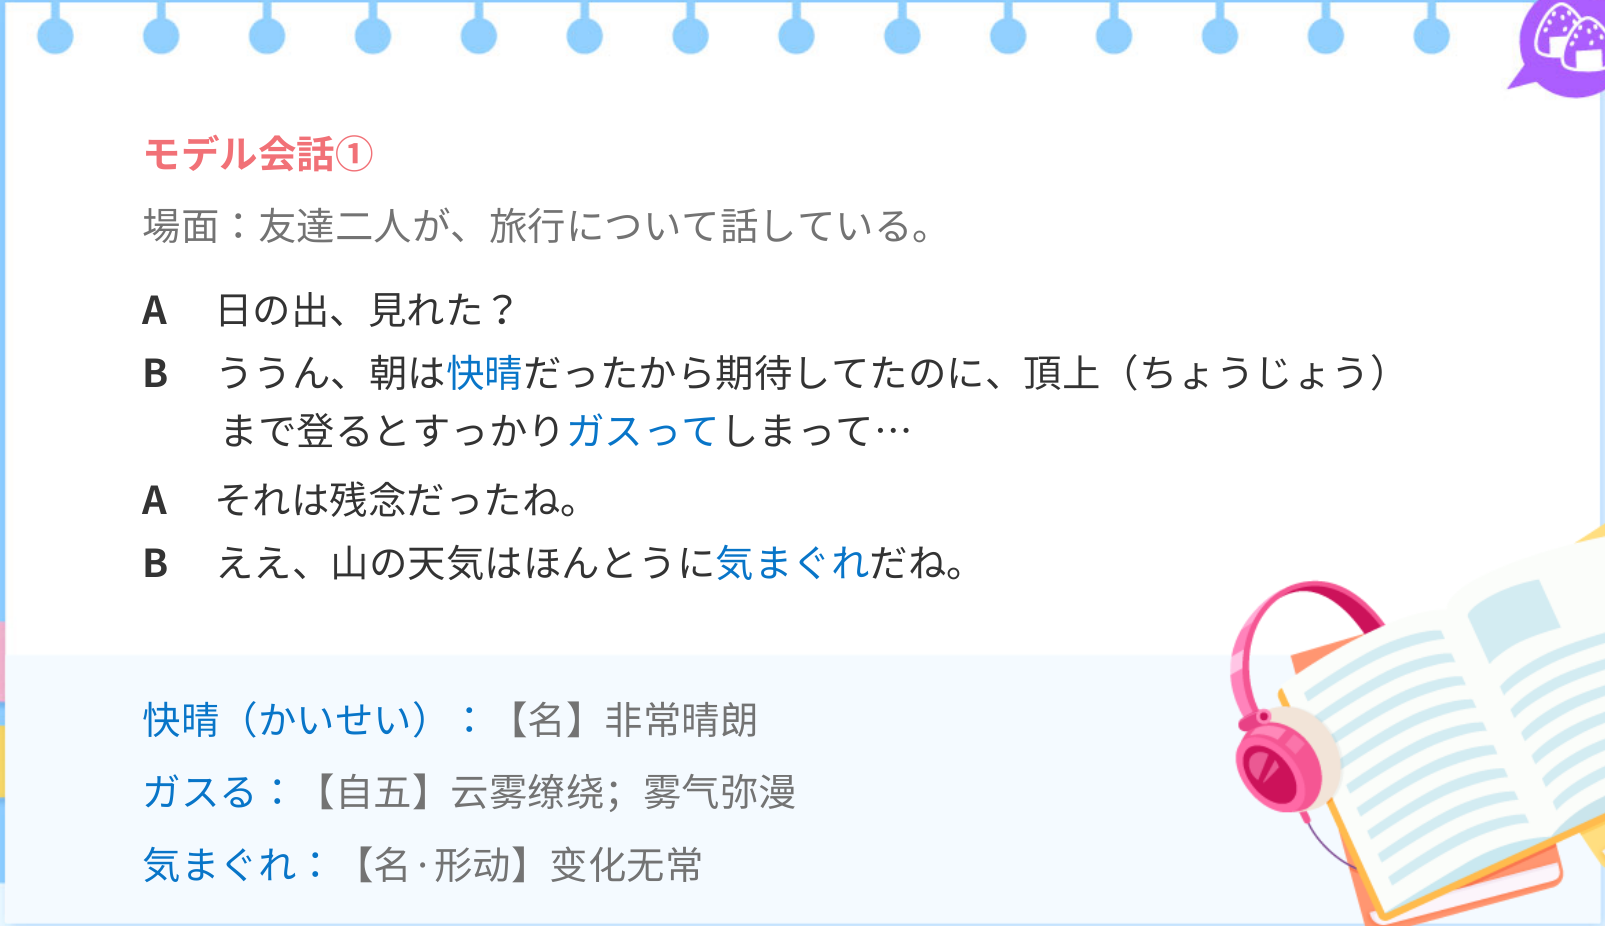 モデル会話①
場面：友達二人が、旅行について話している。
A 日の出、見れた？
B ううん、朝は快晴だったから期待してたのに、頂上（ちょうじょう）
まで登るとすっかりガスってしまって…
A それは残念だったね。
B ええ、山の天気はほんとうに気まぐれだね。
快晴（かいせい）：【名】非常晴朗
ガスる：【自五】云雾缭绕；雾气弥漫
気まぐれ：【名·形动】变化无常